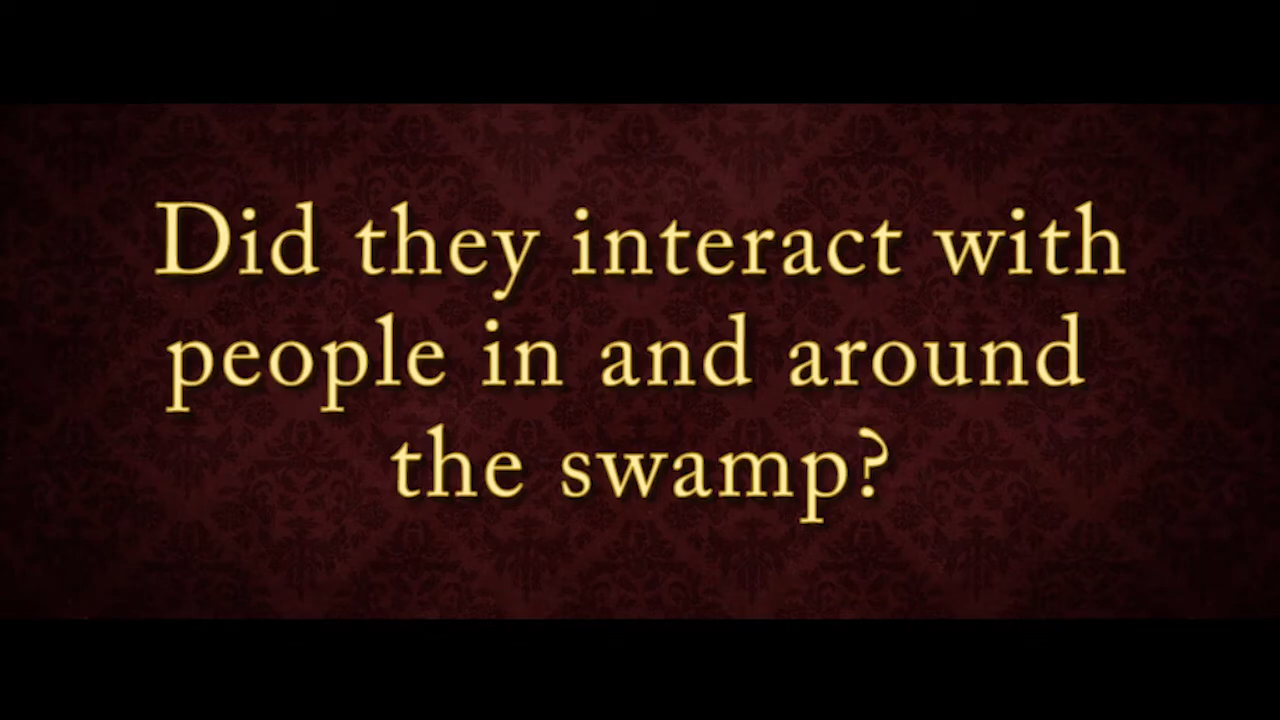 Did they interact with
people in and around
the swamp?